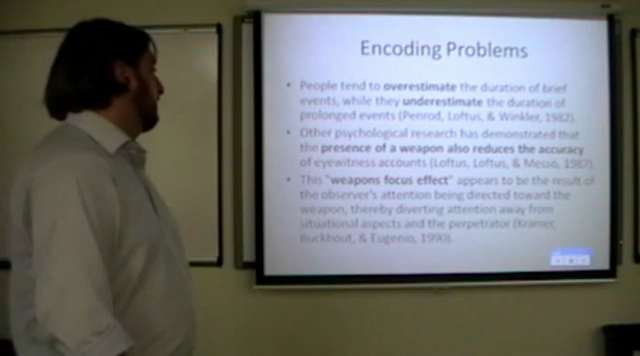 Encoding Problems
• People tend to overestimate the duration of brief
events, while they underestimate the duration of
prolonged events (Penrod, Loftus, & Winkler, 1982).
• Other psychological research has demonstrated that
the presence of a weapon also reduces the accuracy
of eyewitness accounts (Loftus, Loftus, & Messo, 1987).
• This "weapons focus effect" appears to be the result of
the observer's attention being directed toward the
weapon, thereby diverting attention away from
situational aspects and the perpetrator (Kramer,
Buckhout, & Eugenio, 1990).